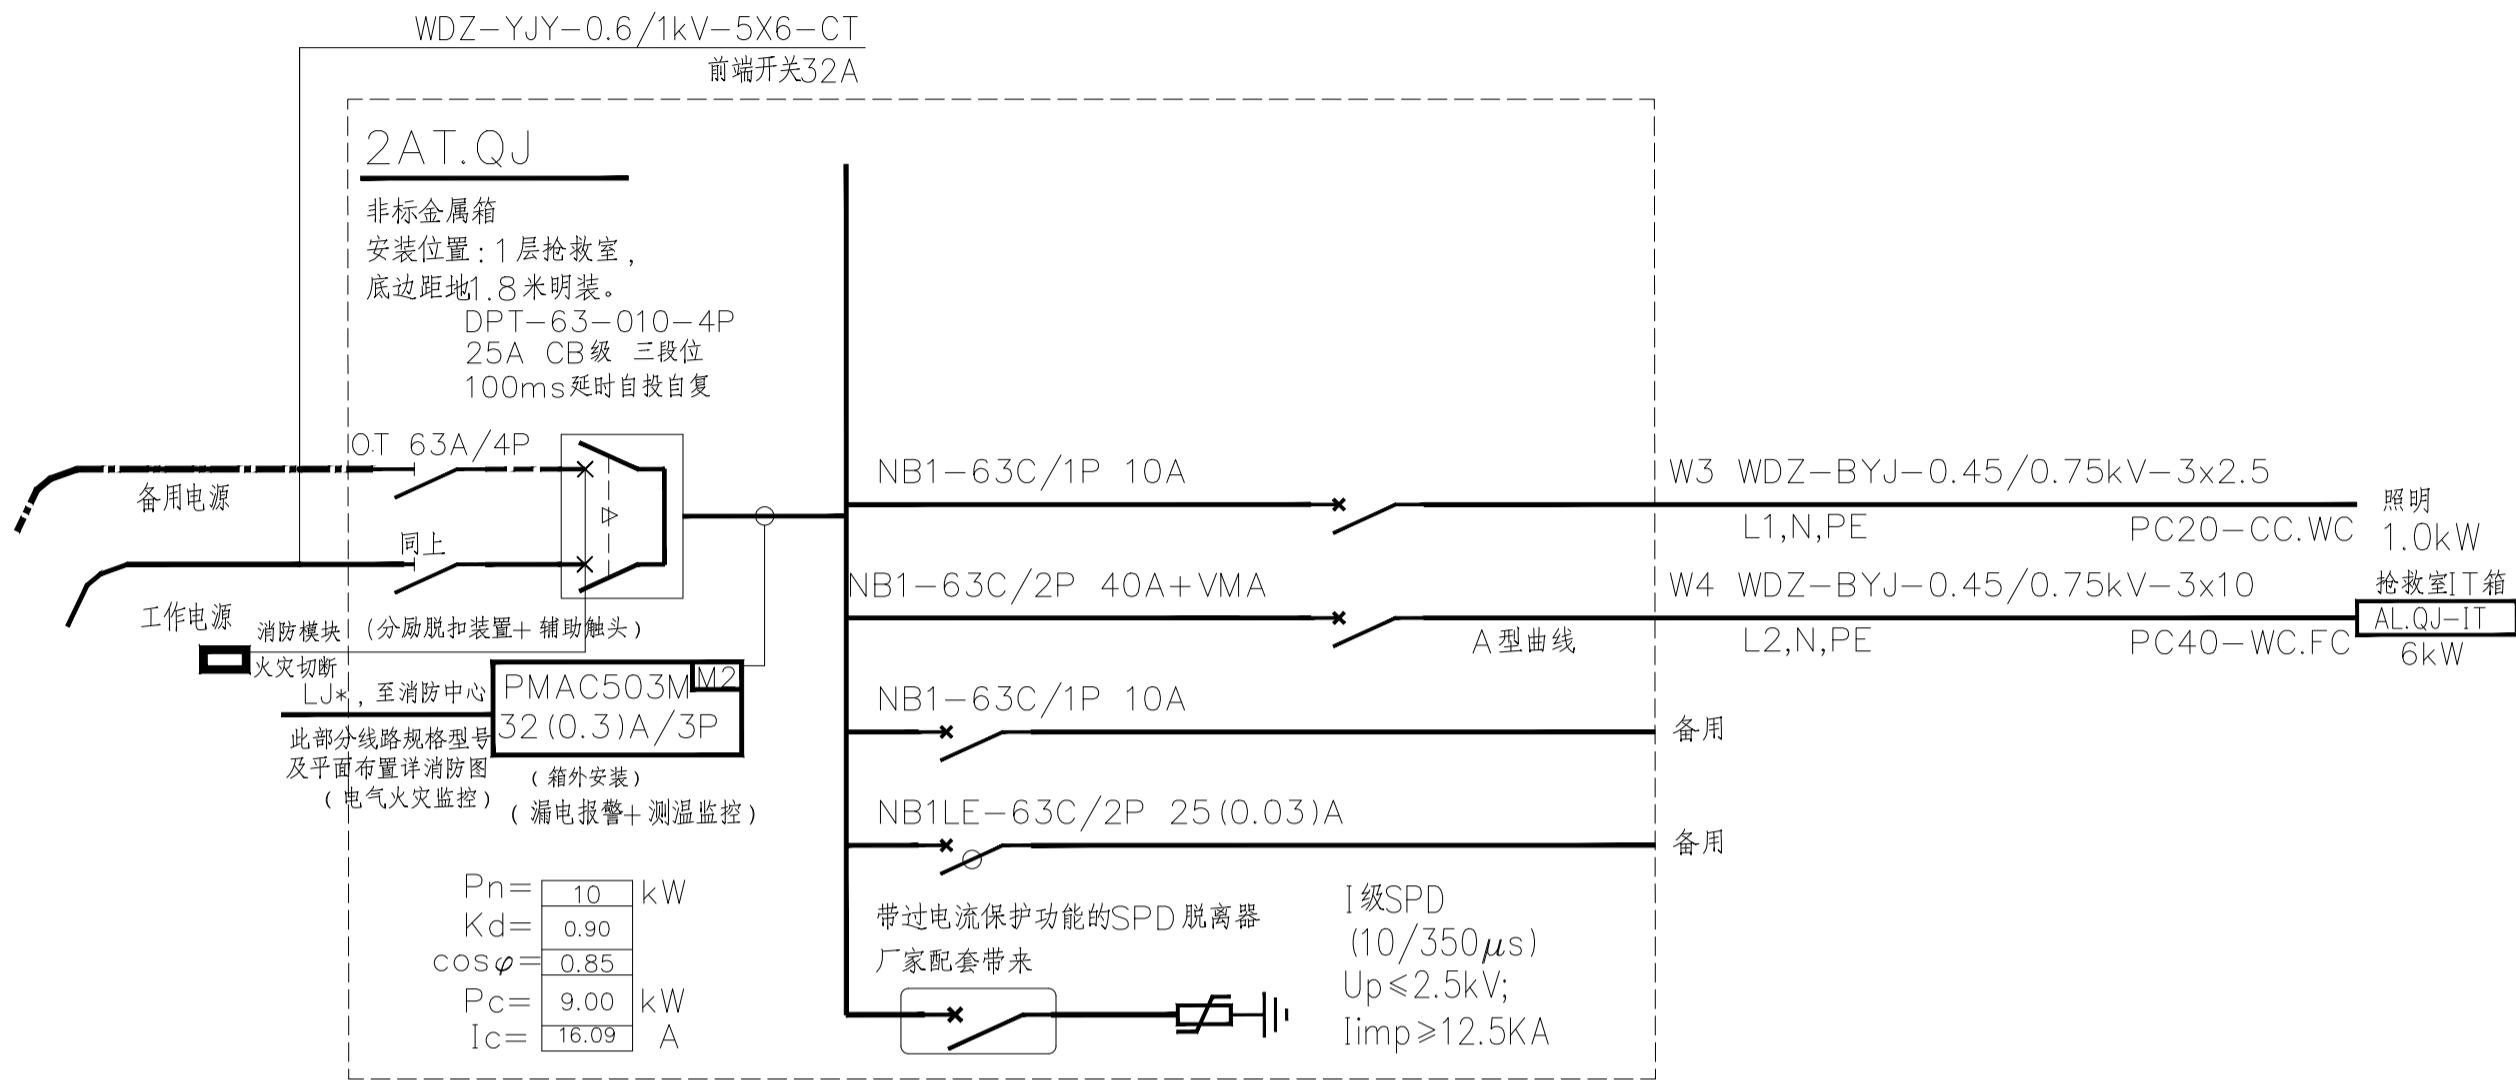 WDZ-YJY-0.6/1kV-5X6-CT
前端开关32A
2AT.QJ
非标金属箱
安装位置:1层抢救室,
底边距地1.8米明装。
DPT-63-010-4P
25A CB级 三段位
100ms延时自投自复
OT 63A/4P
备用电源
同上
工作电源
消防模块
(分励脱扣装置+辅助触头)
火灾切断
LJ*,至消防中心
PMAC503M
M2
32(0.3)A/3P
此部分线路规格型号
及平面布置详消防图
(电气火灾监控)
(箱外安装)
(漏电报警+测温监控)
Pn= 10 kW
Kd= 0.90
cosφ= 0.85
Pc= 9.00 kW
Ic= 16.09 A
NB1-63C/1P 10A
W3 WDZ-BYJ-0.45/0.75kV-3x2.5
L1,N,PE
PC20-CC.WC
照明
1.0kW
NB1-63C/2P 40A+VMA
A型曲线
W4 WDZ-BYJ-0.45/0.75kV-3x10
L2,N,PE
PC40-WC.FC
抢救室IT箱
AL.QJ-IT
6kW
NB1-63C/1P 10A
备用
NB1LE-63C/2P 25(0.03)A
备用
带过电流保护功能的SPD脱离器
厂家配套带来
I级SPD
(10/350μs)
Up≤2.5kV;
Iimp≥12.5KA